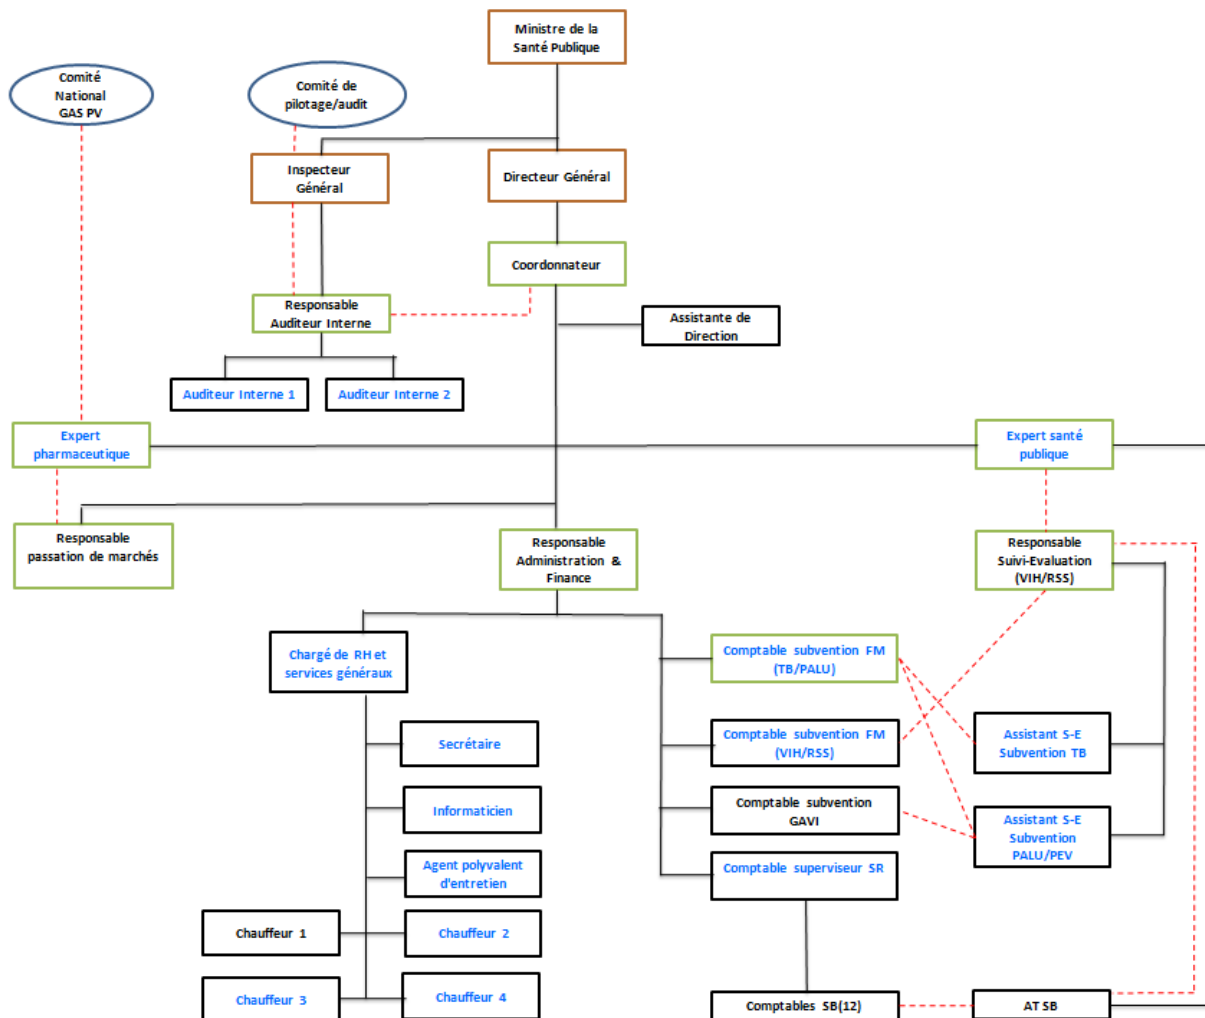 Ministre de la
Santé Publique
Comité
National
GAS PV
Comité de
pilotage/audit
Inspecteur
Général
Directeur Général
Coordonnateur
Responsable
Auditeur Interne
Assistante de
Direction
Auditeur Interne 1
Auditeur Interne 2
Expert
pharmaceutique
Expert santé
publique
Responsable
passation de marchés
Responsable
Administration &
Finance
Responsable
Suivi-Evaluation
(VIH/RSS)
Chargé de RH et
services généraux
Comptable subvention FM
(TB/PALU)
Secrétaire
Comptable subvention FM
(VIH/RSS)
Assistant S-E
Subvention TB
Informaticien
Comptable subvention
GAVI
Assistant S-E
Subvention
PALU/PEV
Agent polyvalent
d'entretien
Comptable superviseur SR
Chauffeur 1
Chauffeur 2
Chauffeur 3
Chauffeur 4
Comptables SB(12)
AT SB